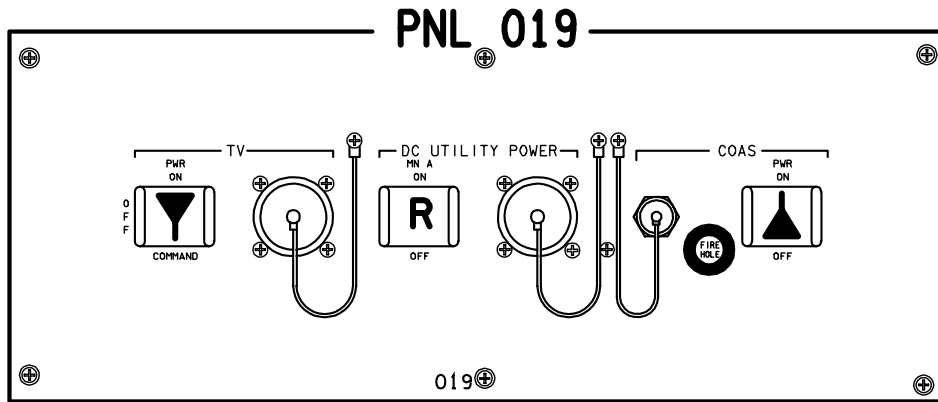 PNL 019
TV
DC UTILITY POWER
COAS
PWR
ON
OFF
COMMAND
MN A
ON
R
OFF
FIRE
HOLE
PWR
ON
OFF
019